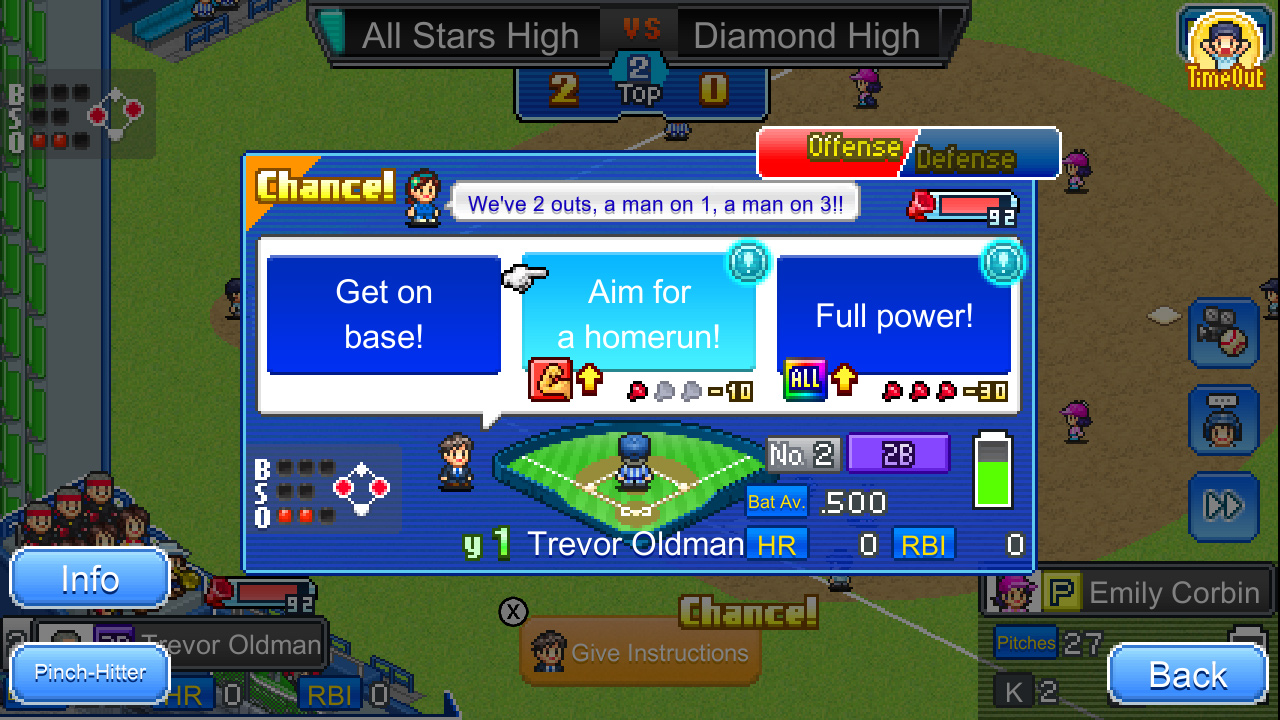 All Stars High VS Diamond High
TimeOut
2 2 0
Top
B
S
O
Offense Defense
Chance!
We've 2 outs, a man on 1, a man on 3!!
92
Get on
base!
Aim for
a homerun!
Full power!
-10
ALL
-30
B
S
O
No. 2 2B
Bat Av. .500
y 1 Trevor Oldman HR 0 RBI 0
Info
92
P Emily Corbin
Chance!
X
Trevor Oldman
Give Instructions
Pitches 27
Pinch-Hitter
Back
HR 0 RBI 0
K 2